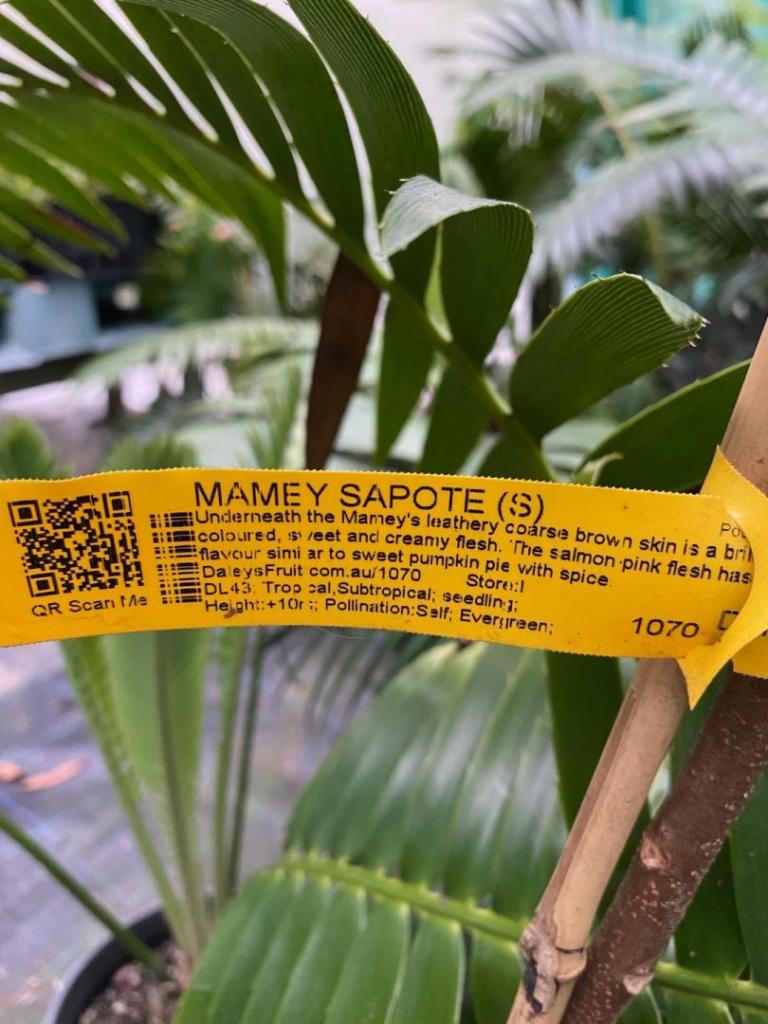 MAMEY SAPOTE (S)
Underneath the Mamey's leathery coarse brown skin is a
coloured, sweet and creamy flesh. The salmon pink flesh has
flavour similar to sweet pumpkin pie with spice.
DaleysFruit.com.au/1070 Store:I
DL43; Tropical,Subtropical; seedling;
Height:+10m; Pollination:Self; Evergreen;
1070
QR Scan Me